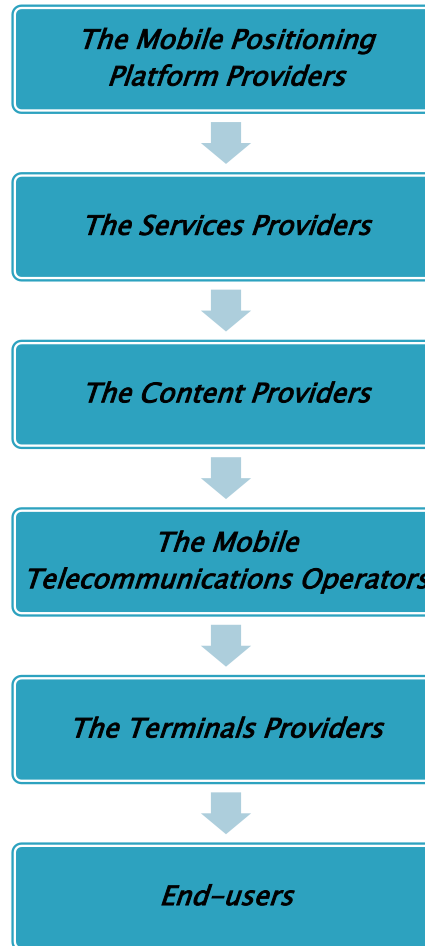 The Mobile Positioning
Platform Providers
The Services Providers
The Content Providers
The Mobile
Telecommunications Operators
The Terminals Providers
End-users